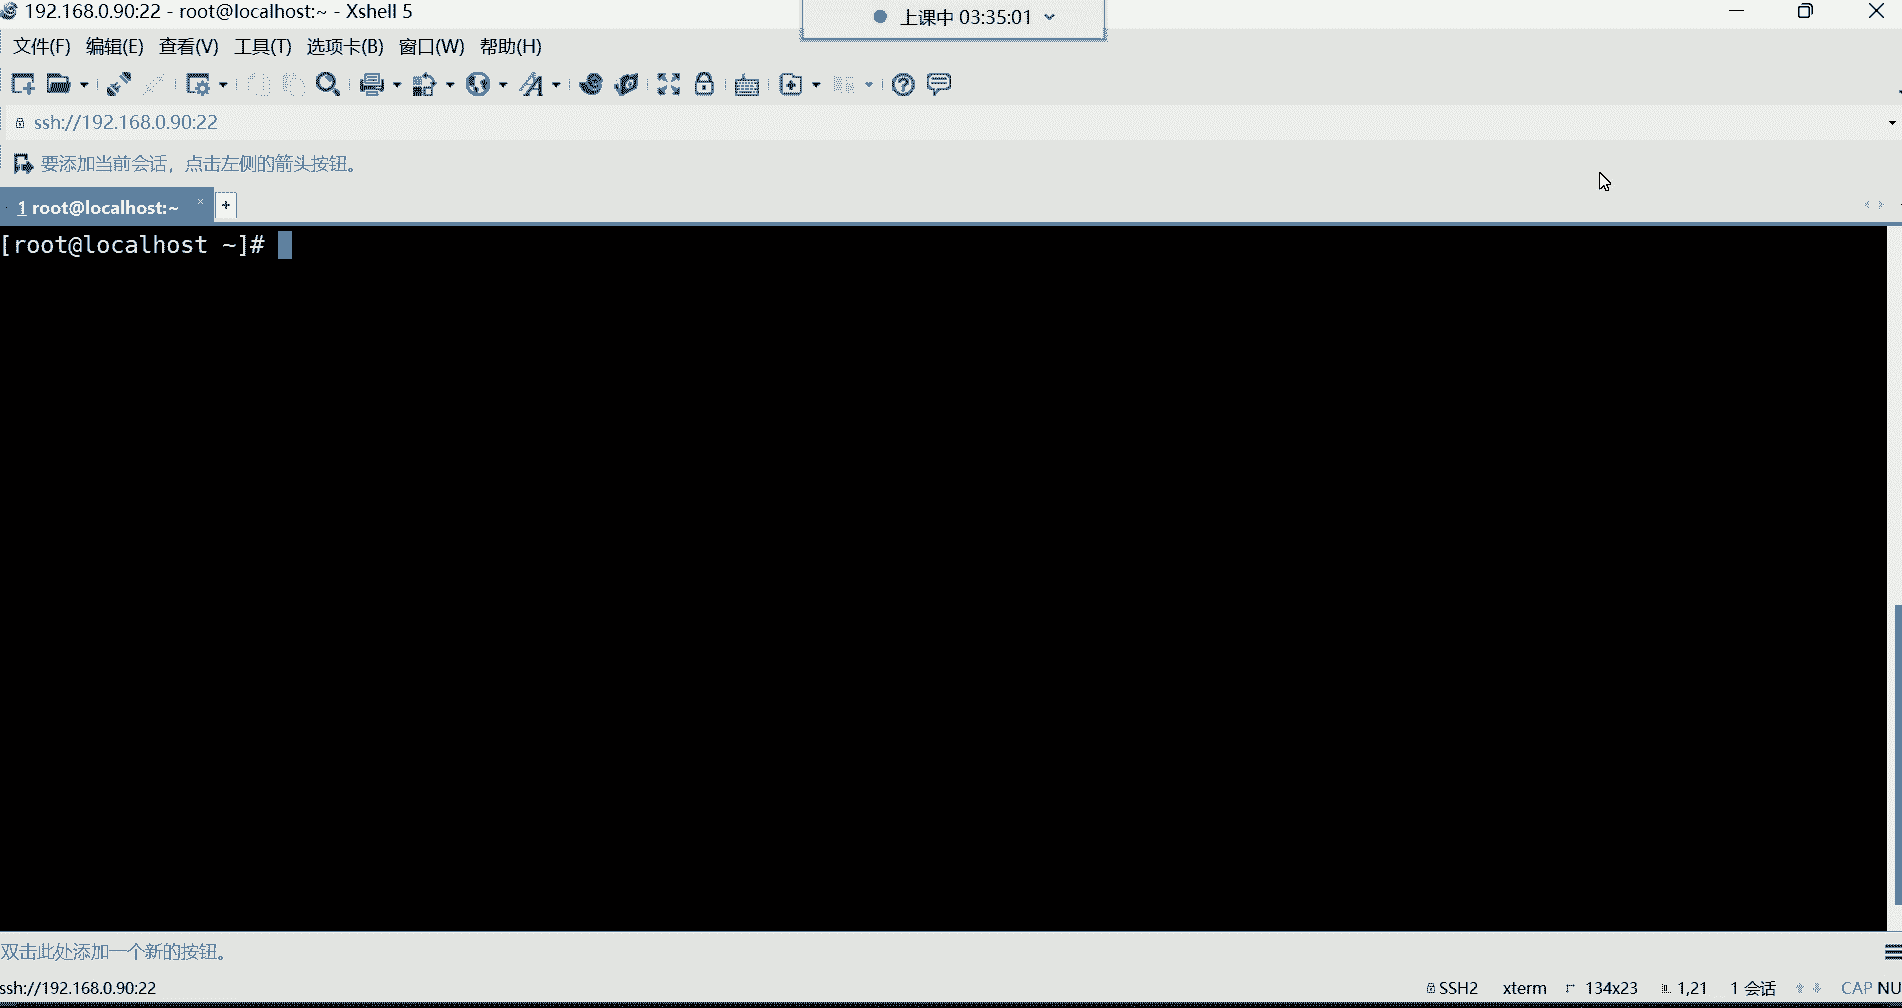 192.168.0.90:22 - root@localhost:~ - Xshell 5
上课中 03:35:01
文件(F) 编辑(E) 查看(V) 工具(T) 选项卡(B) 窗口(W) 帮助(H)
ssh://192.168.0.90:22
要添加当前会话，点击左侧的箭头按钮。
1 root@localhost:~
[root@localhost ~]#
双击此处添加一个新的按钮。
ssh://192.168.0.90:22 SSH2 xterm 134x23 1,21 1 会话 CAP NU